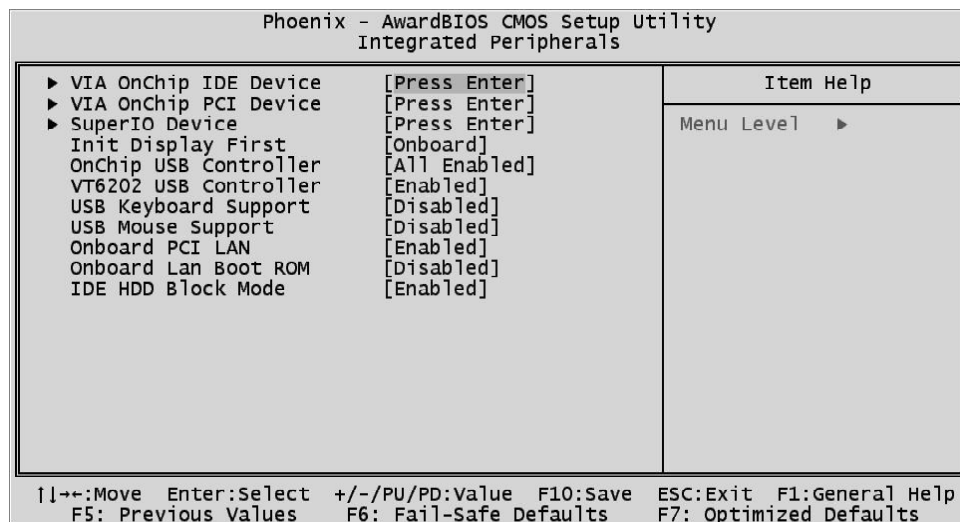 Phoenix - AwardBIOS CMOS Setup Utility
Integrated Peripherals
▶ VIA OnChip IDE Device [Press Enter]
▶ VIA OnChip PCI Device [Press Enter]
▶ SuperIO Device [Press Enter]
Init Display First [Onboard]
OnChip USB Controller [All Enabled]
VT6202 USB Controller [Enabled]
USB Keyboard Support [Disabled]
USB Mouse Support [Disabled]
Onboard PCI LAN [Enabled]
Onboard Lan Boot ROM [Disabled]
IDE HDD Block Mode [Enabled]
Item Help
Menu Level ▶
↑↓→←:Move Enter:Select +/-/PU/PD:Value F10:Save ESC:Exit F1:General Help
F5: Previous Values F6: Fail-Safe Defaults F7: Optimized Defaults